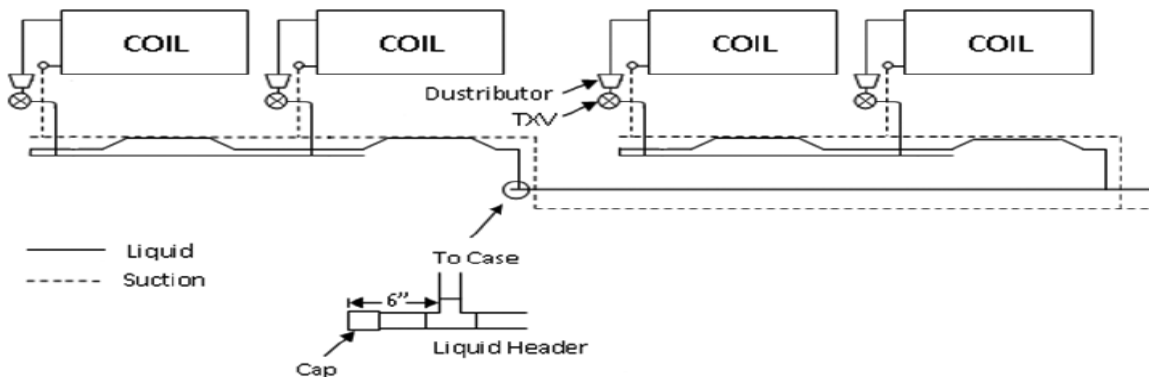 COIL
COIL
COIL
COIL
Dustributor
TXV
Liquid
Suction
To Case
6”
Liquid Header
Cap